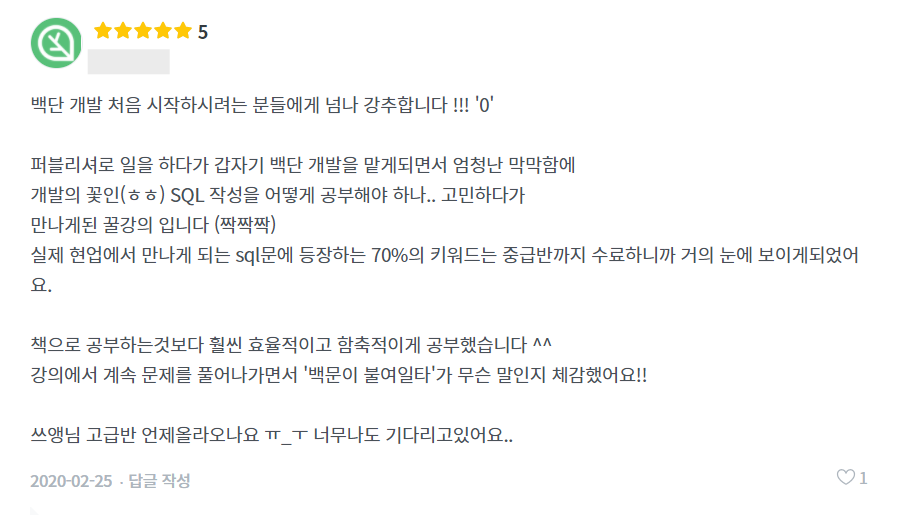 5
백단 개발 처음 시작하시려는 분들에게 넘나 강추합니다 !!! '0'
퍼블리셔로 일을 하다가 갑자기 백단 개발을 맡게되면서 엄청난 막막함에
개발의 꽃인(ㅎㅎ) SQL 작성을 어떻게 공부해야 하나.. 고민하다가
만나게된 꿀강의 입니다 (짝짝짝)
실제 현업에서 만나게 되는 sql문에 등장하는 70%의 키워드는 중급반까지 수료하니까 거의 눈에 보이게되었어
요.
책으로 공부하는것보다 훨씬 효율적이고 함축적이게 공부했습니다 ^^
강의에서 계속 문제를 풀어나가면서 '백문이 불여일타'가 무슨 말인지 체감했어요!!
쓰앵님 고급반 언제올라오나요 ㅠ_ㅜ 너무나도 기다리고있어요..
2020-02-25 · 답글 작성
1